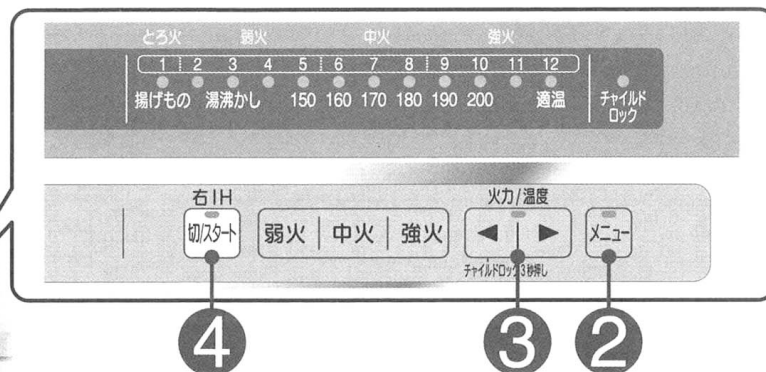 とろ火 弱火 中火 強火
1 2 3 4 5 6 7 8 9 10 11 12
揚げもの 湯沸かし 150 160 170 180 190 200 適温 チャイルド
ロック
右IH 火力/温度
切/スタート 弱火 中火 強火 ◀ ▶ メニュー
チャイルドロック3秒押し
4 3 2